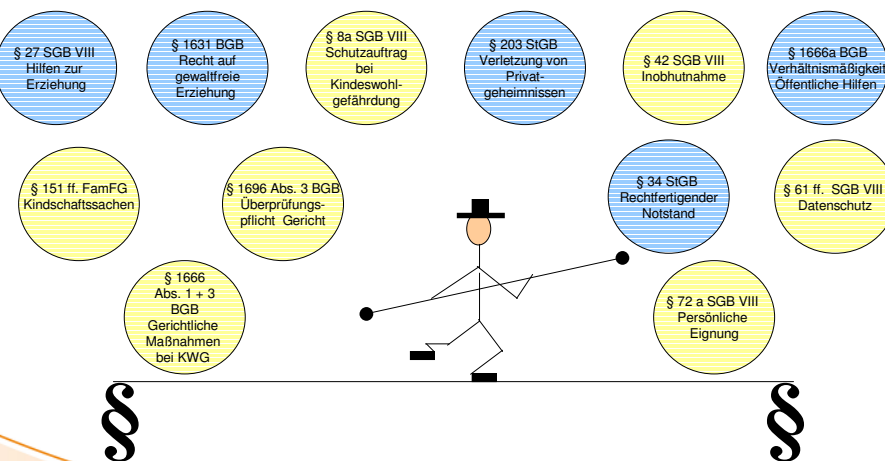 § 27 SGB VIII
Hilfen zur
Erziehung
§ 1631 BGB
Recht auf
gewaltfreie
Erziehung
§ 8a SGB VIII
Schutzauftrag
bei
Kindeswohl-
gefährdung
§ 203 StGB
Verletzung von
Privat-
geheimnissen
§ 42 SGB VIII
Inobhutnahme
§ 1666a BGB
Verhältnismäßigkeit
Öffentliche Hilfen
§ 151 ff. FamFG
Kindschaftssachen
§ 1696 Abs. 3 BGB
Überprüfungs-
pflicht Gericht
§ 34 StGB
Rechtfertigender
Notstand
§ 61 ff. SGB VIII
Datenschutz
§ 1666
Abs. 1 + 3
BGB
Gerichtliche
Maßnahmen
bei KWG
§ 72 a SGB VIII
Persönliche
Eignung
§
§